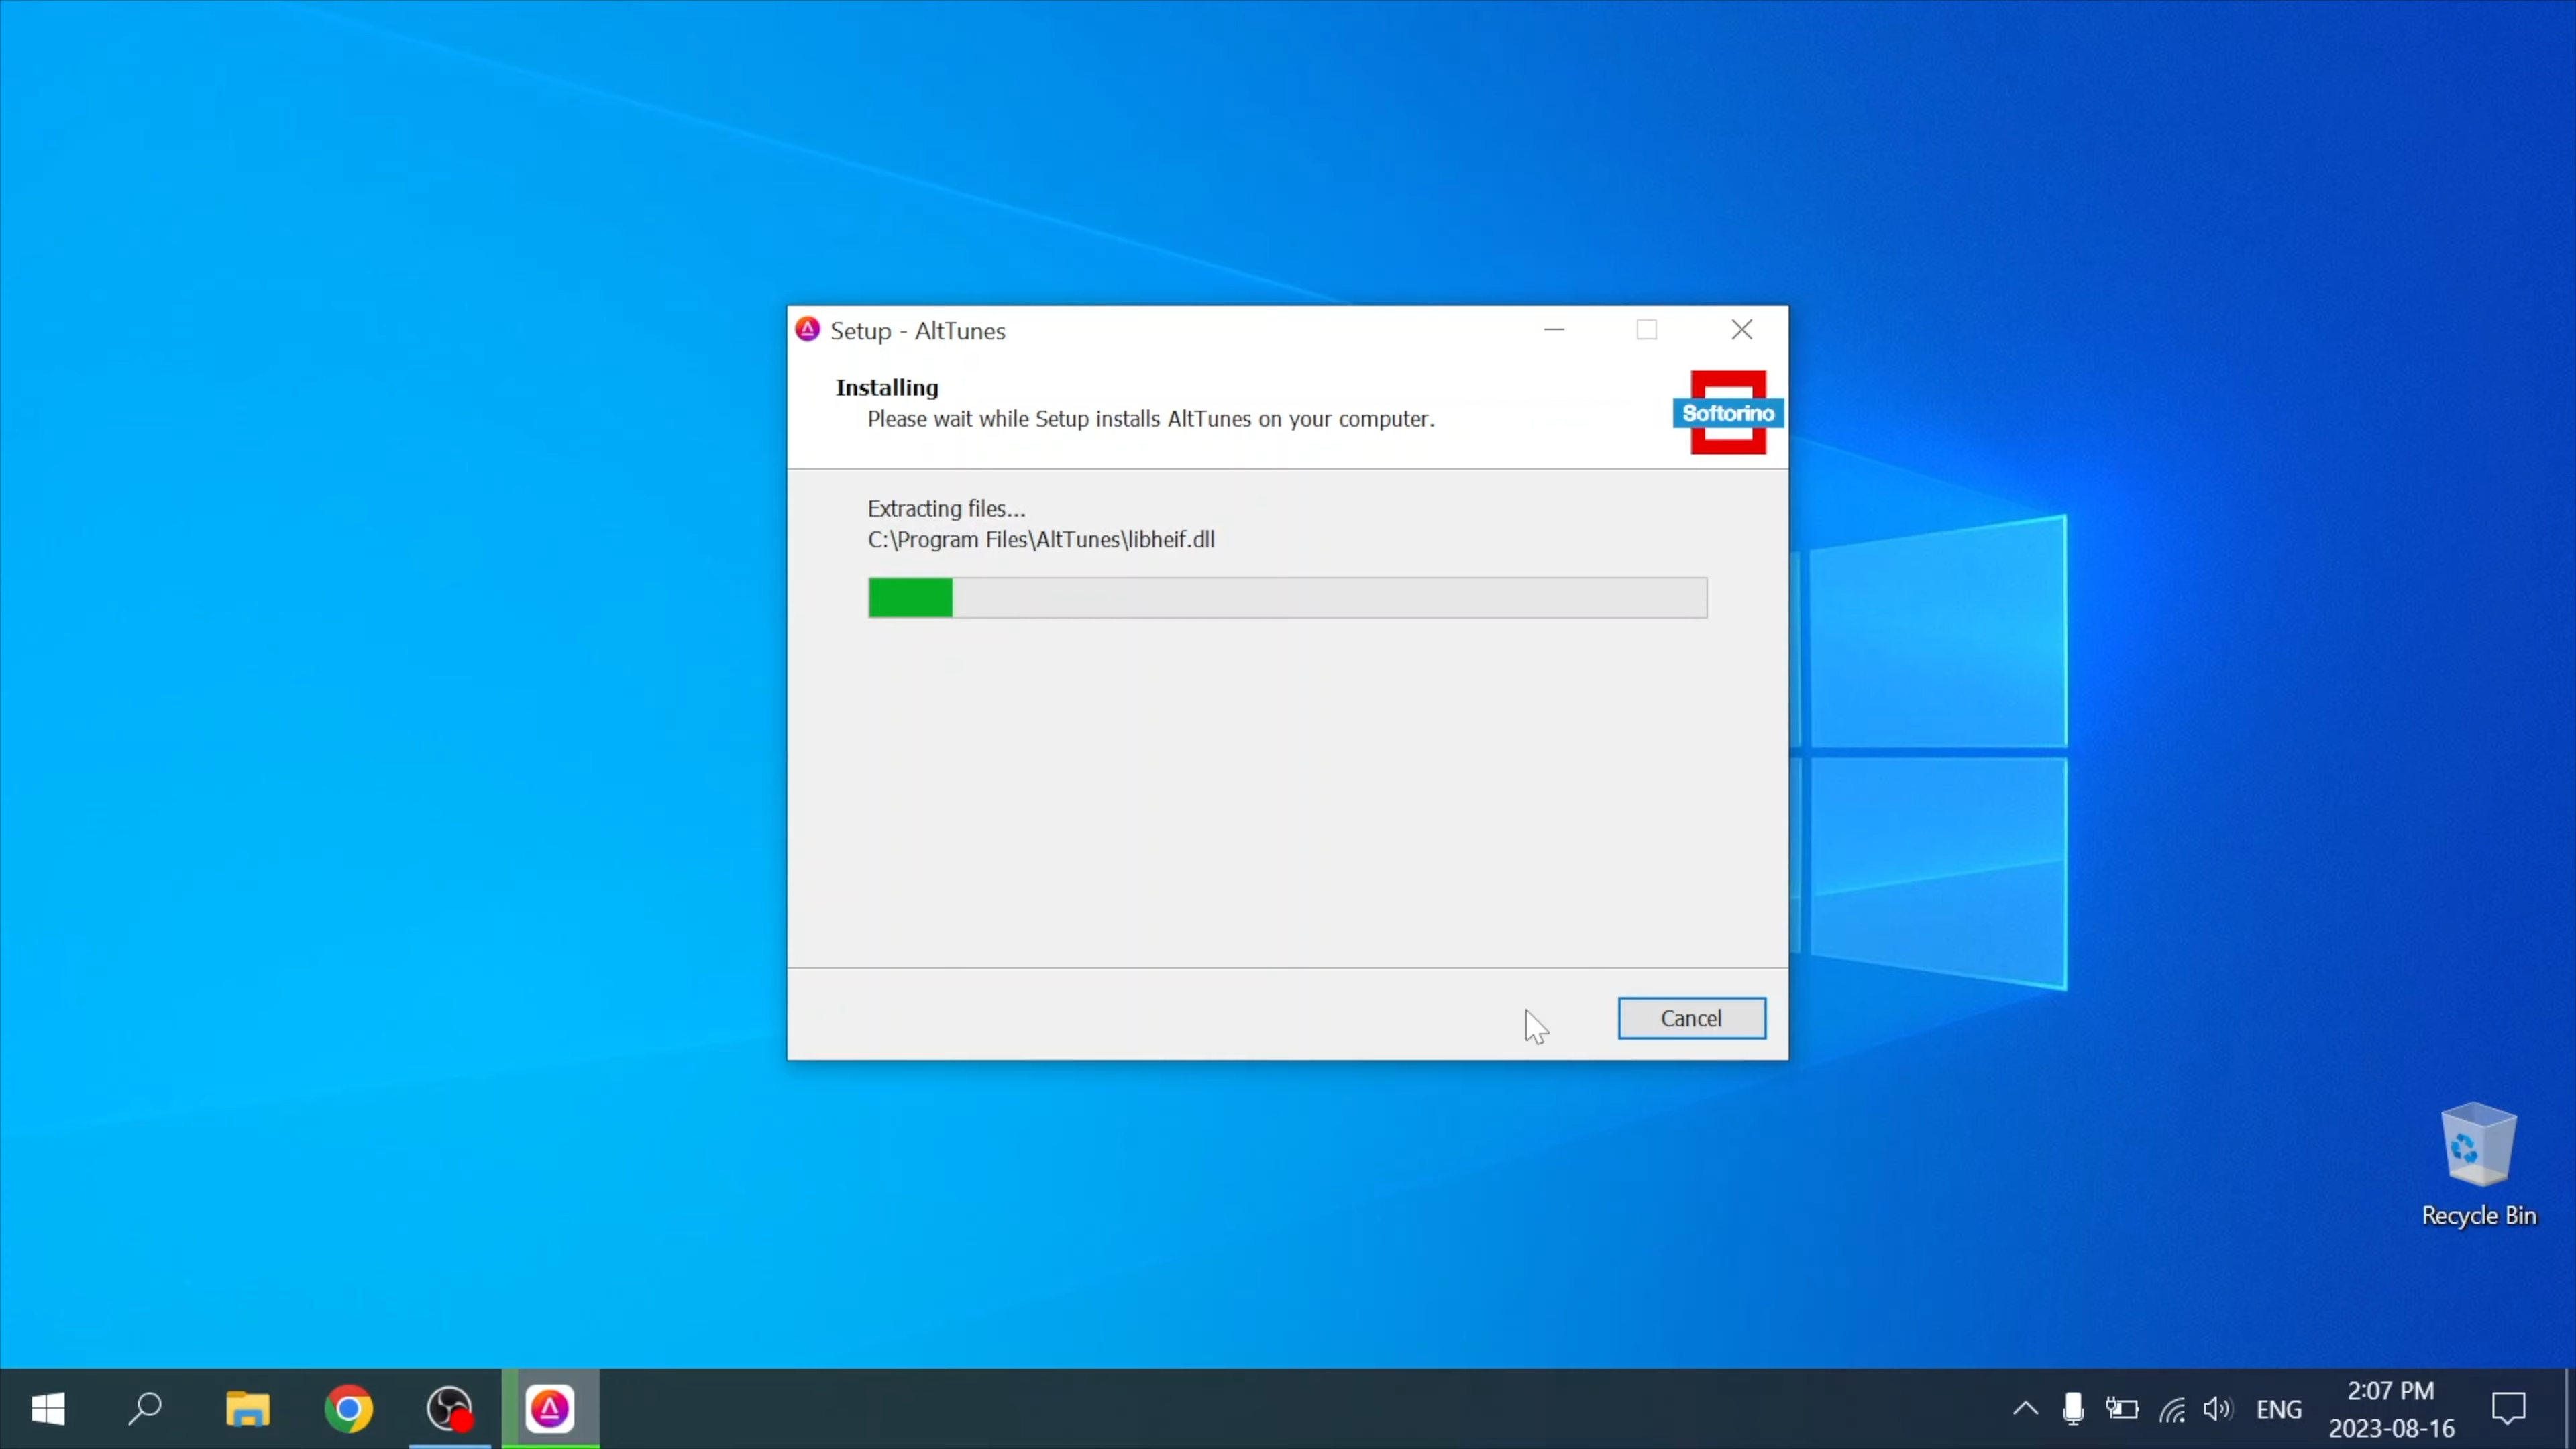 Setup - AltTunes
Installing
Please wait while Setup installs AltTunes on your computer.
Softorino
Extracting files...
C:\Program Files\AltTunes\libheif.dll
Cancel
Recycle Bin
ENG
2:07 PM
2023-08-16